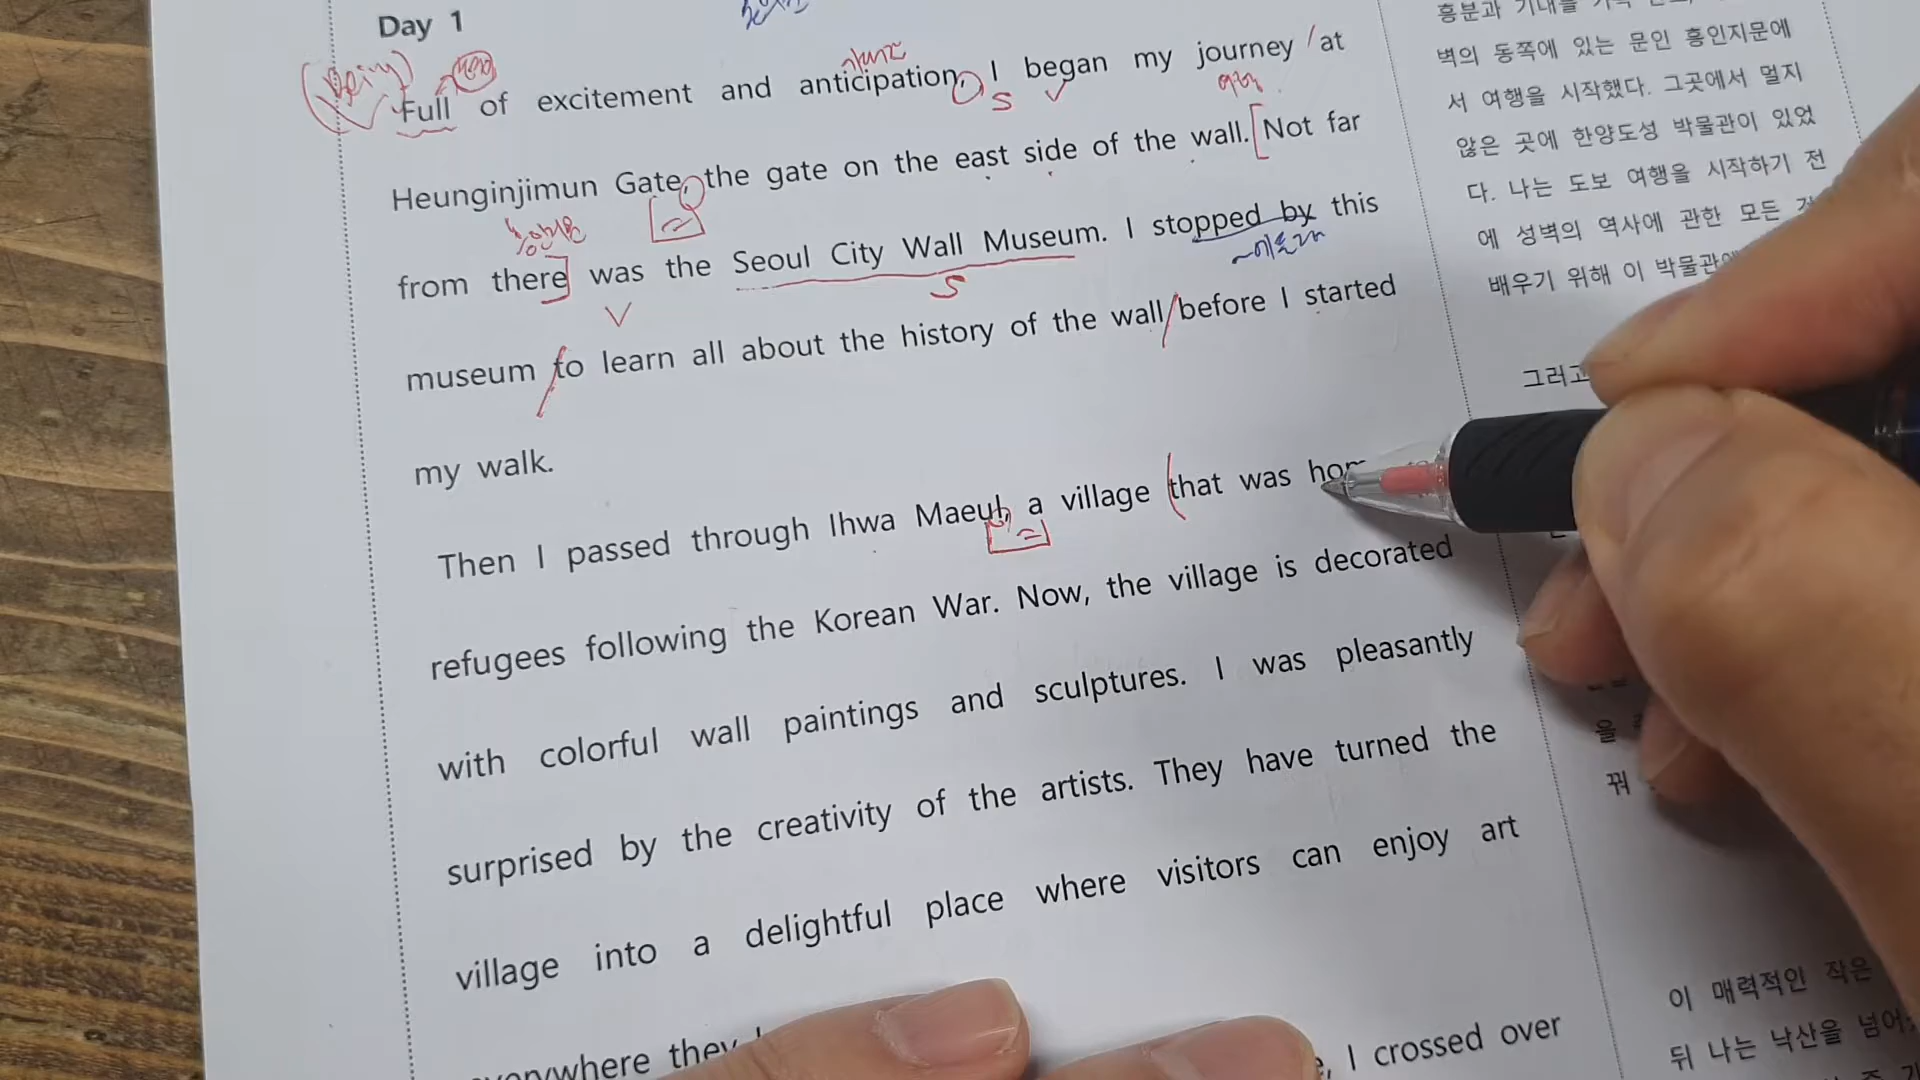 Day 1
(Being)
Full of excitement and anticipation, I began my journey / at
S V
Heunginjimun Gate, the gate on the east side of the wall. [Not far
=
from there] was the Seoul City Wall Museum. I stopped by this
V S
museum / to learn all about the history of the wall / before I started
my walk.
Then I passed through Ihwa Maeul, a village (that was
=
refugees following the Korean War. Now, the village is decorated
with colorful wall paintings and sculptures. I was pleasantly
surprised by the creativity of the artists. They have turned the
village into a delightful place where visitors can enjoy art
they
I crossed over
벽의 동쪽에 있는 문인 흥인지문에
서 여행을 시작했다. 그곳에서 멀지
않은 곳에 한양도성 박물관이 있었
다. 나는 도보 여행을 시작하기 전
에 성벽의 역사에 관한 모든
배우기 위해 이
그리고
을
꿔
이 매력적인 작은
뒤 나는 낙산을